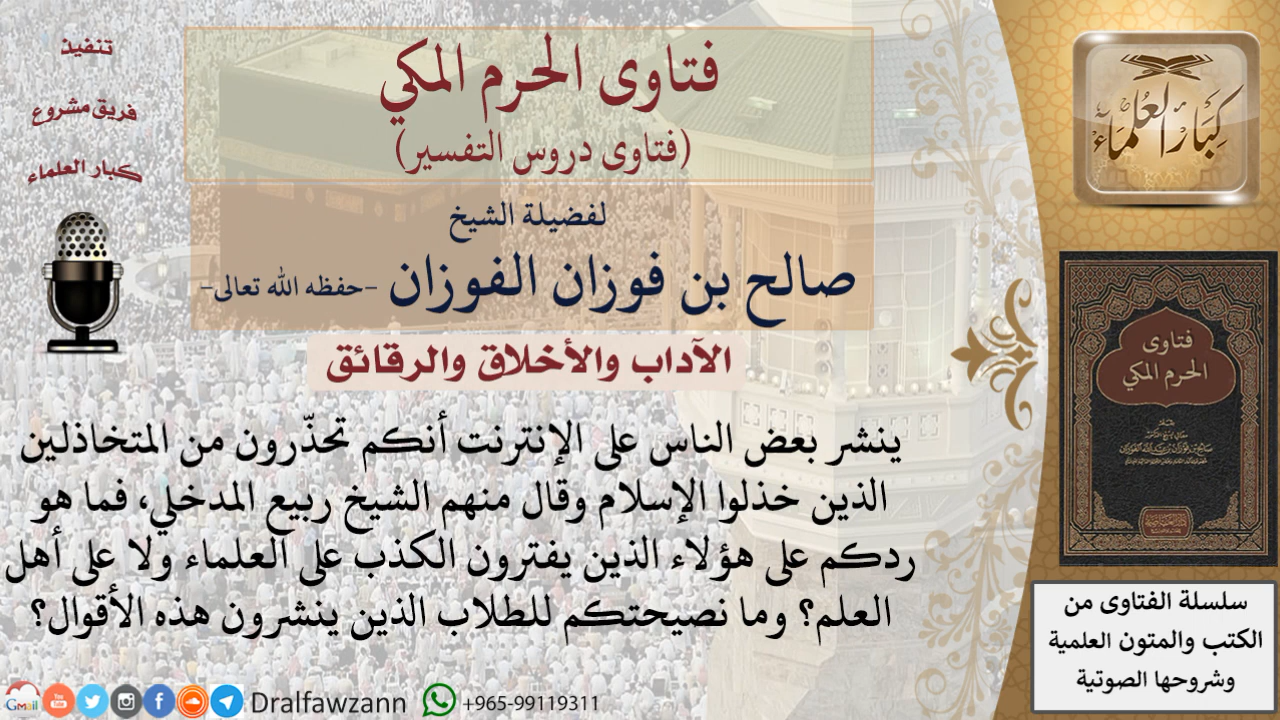 فتاوى الحرم المكي
(فتاوى دروس التفسير)
لفضيلة الشيخ
صالح بن فوزان الفوزان -حفظه الله تعالى-
الآداب والأخلاق والرقائق
ينشر بعض الناس على الإنترنت أنكم تحذّرون من المتخاذلين
الذين خذلوا الإسلام وقال منهم الشيخ ربيع المدخلي، فما هو
ردكم على هؤلاء الذين يفترون الكذب على العلماء ولا على أهل
العلم؟ وما نصيحتكم للطلاب الذين ينشرون هذه الأقوال؟
كبار العلماء
فتاوى
الحرم المكي
سلسلة الفتاوى من
الكتب والمتون العلمية
وشروحها الصوتية
تنفيذ
فريق مشروع
كبار العلماء
Gmail
You Tube
Dralfawzann
+965-99119311